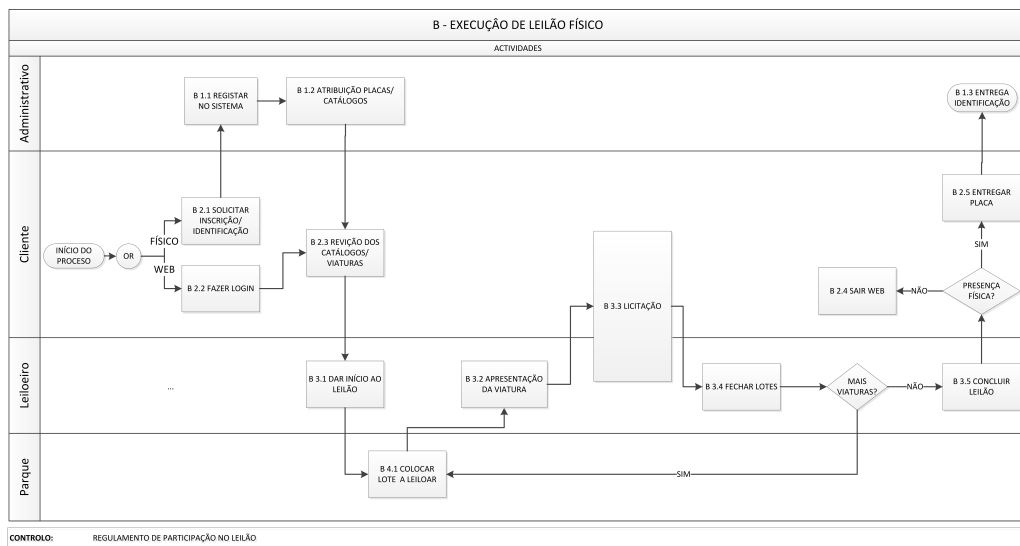 B - EXECUÇÂO DE LEILÃO FÍSICO
ACTIVIDADES
Administrativo
B 1.1 REGISTAR
NO SISTEMA
B 1.2 ATRIBUIÇÃO PLACAS/
CATÁLOGOS
B 1.3 ENTREGA
IDENTIFICAÇÃO
Cliente
INÍCIO DO
PROCESSO
OR
FÍSICO
WEB
B 2.1 SOLICITAR
INSCRIÇÃO/
IDENTIFICAÇÃO
B 2.2 FAZER LOGIN
B 2.3 REVIÇÃO DOS
CATÁLOGOS/
VIATURAS
B 3.3 LICITAÇÃO
B 2.4 SAIR WEB
NÃO
PRESENÇA
FÍSICA?
SIM
B 2.5 ENTREGAR
PLACA
Leiloeiro
...
B 3.1 DAR INÍCIO AO
LEILÃO
B 3.2 APRESENTAÇÃO
DA VIATURA
B 3.4 FECHAR LOTES
MAIS
VIATURAS?
NÃO
B 3.5 CONCLUIR
LEILÃO
Parque
B 4.1 COLOCAR
LOTE A LEILOAR
SIM
CONTROLO: REGULAMENTO DE PARTICIPAÇÃO NO LEILÃO